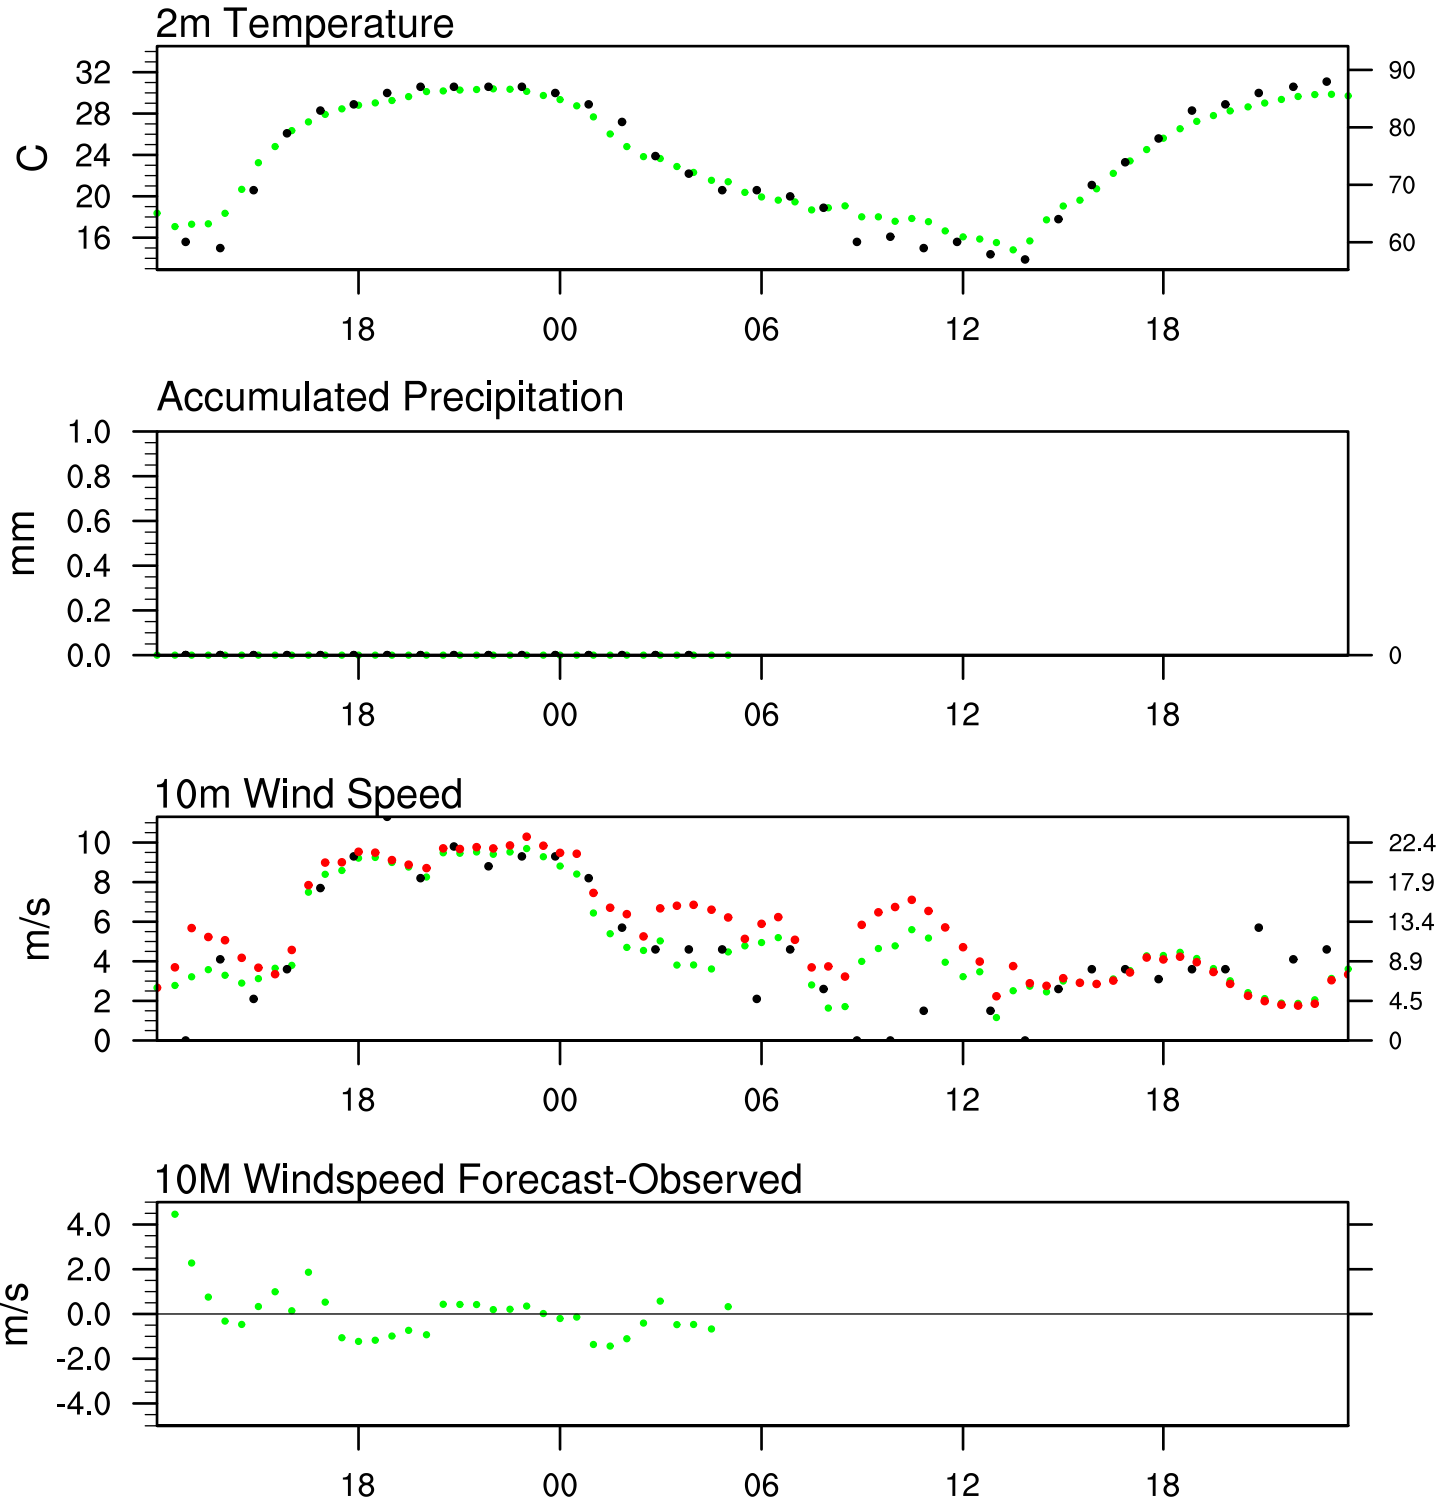 2m Temperature
32 90
28
24 80
20 70
16 60
C
18 00 06 12 18
Accumulated Precipitation
1.0
0.8
0.6
0.4
0.2
0.0 0
mm
18 00 06 12 18
10m Wind Speed
10 22.4
8 17.9
6 13.4
4 8.9
2 4.5
0 0
m/s
18 00 06 12 18
10M Windspeed Forecast-Observed
4.0
2.0
0.0
-2.0
-4.0
m/s
18 00 06 12 18